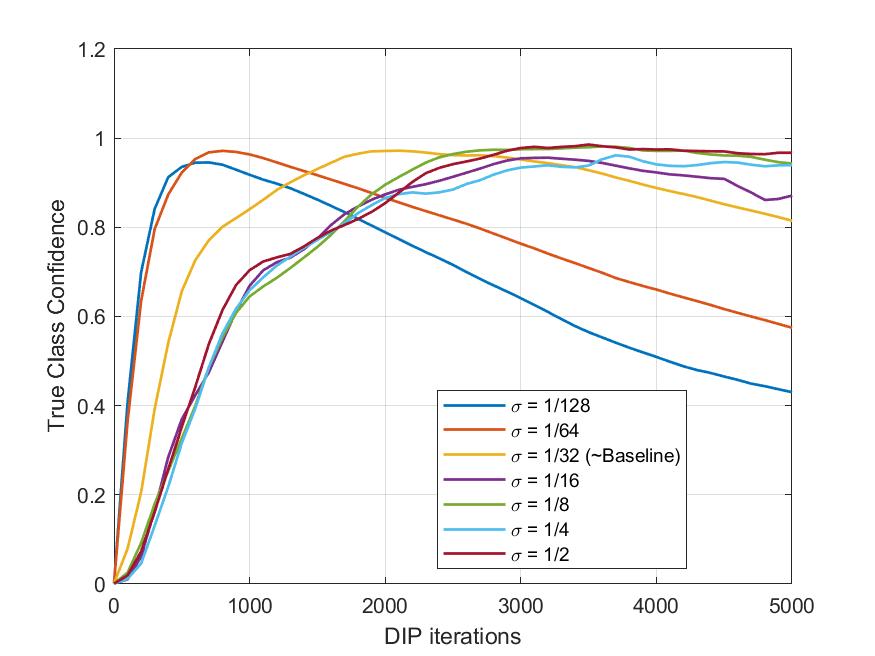 1.2
1
0.8
0.6
0.4
0.2
0
True Class Confidence
σ = 1/128
σ = 1/64
σ = 1/32 (~Baseline)
σ = 1/16
σ = 1/8
σ = 1/4
σ = 1/2
0 1000 2000 3000 4000 5000
DIP iterations